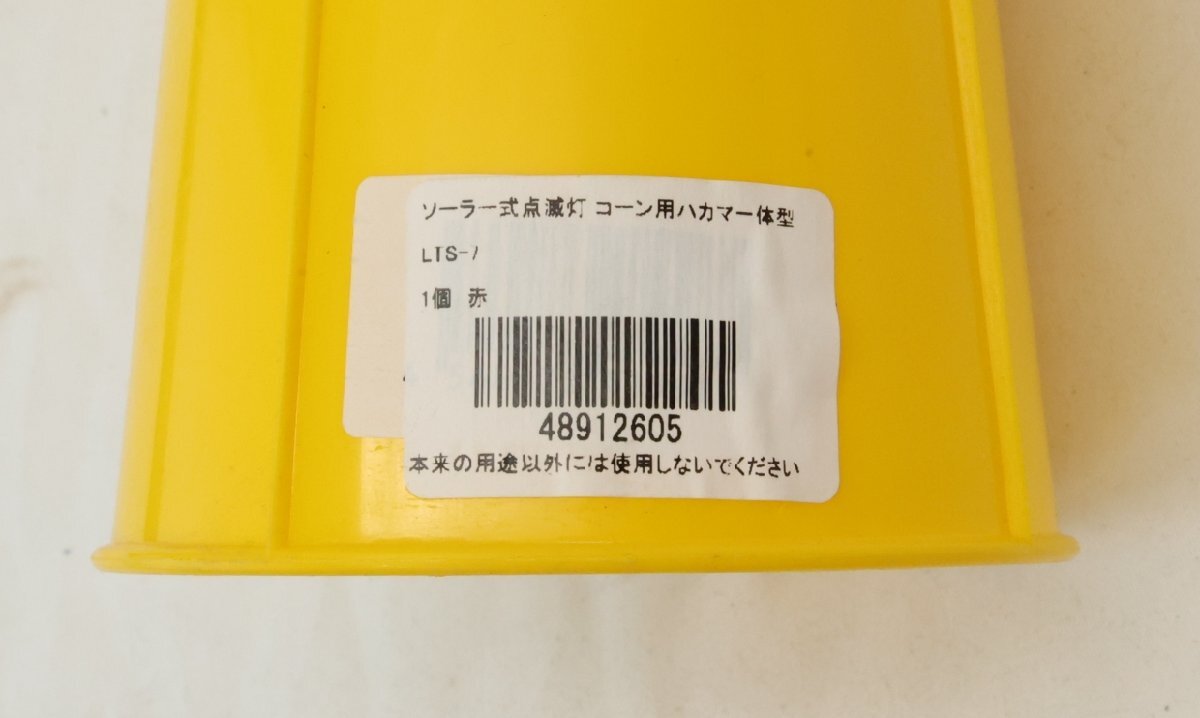 ソーラー式点滅灯 コーン用ハカマ一体型
LTS-7
1個 赤
48912605
本来の用途以外には使用しないでください